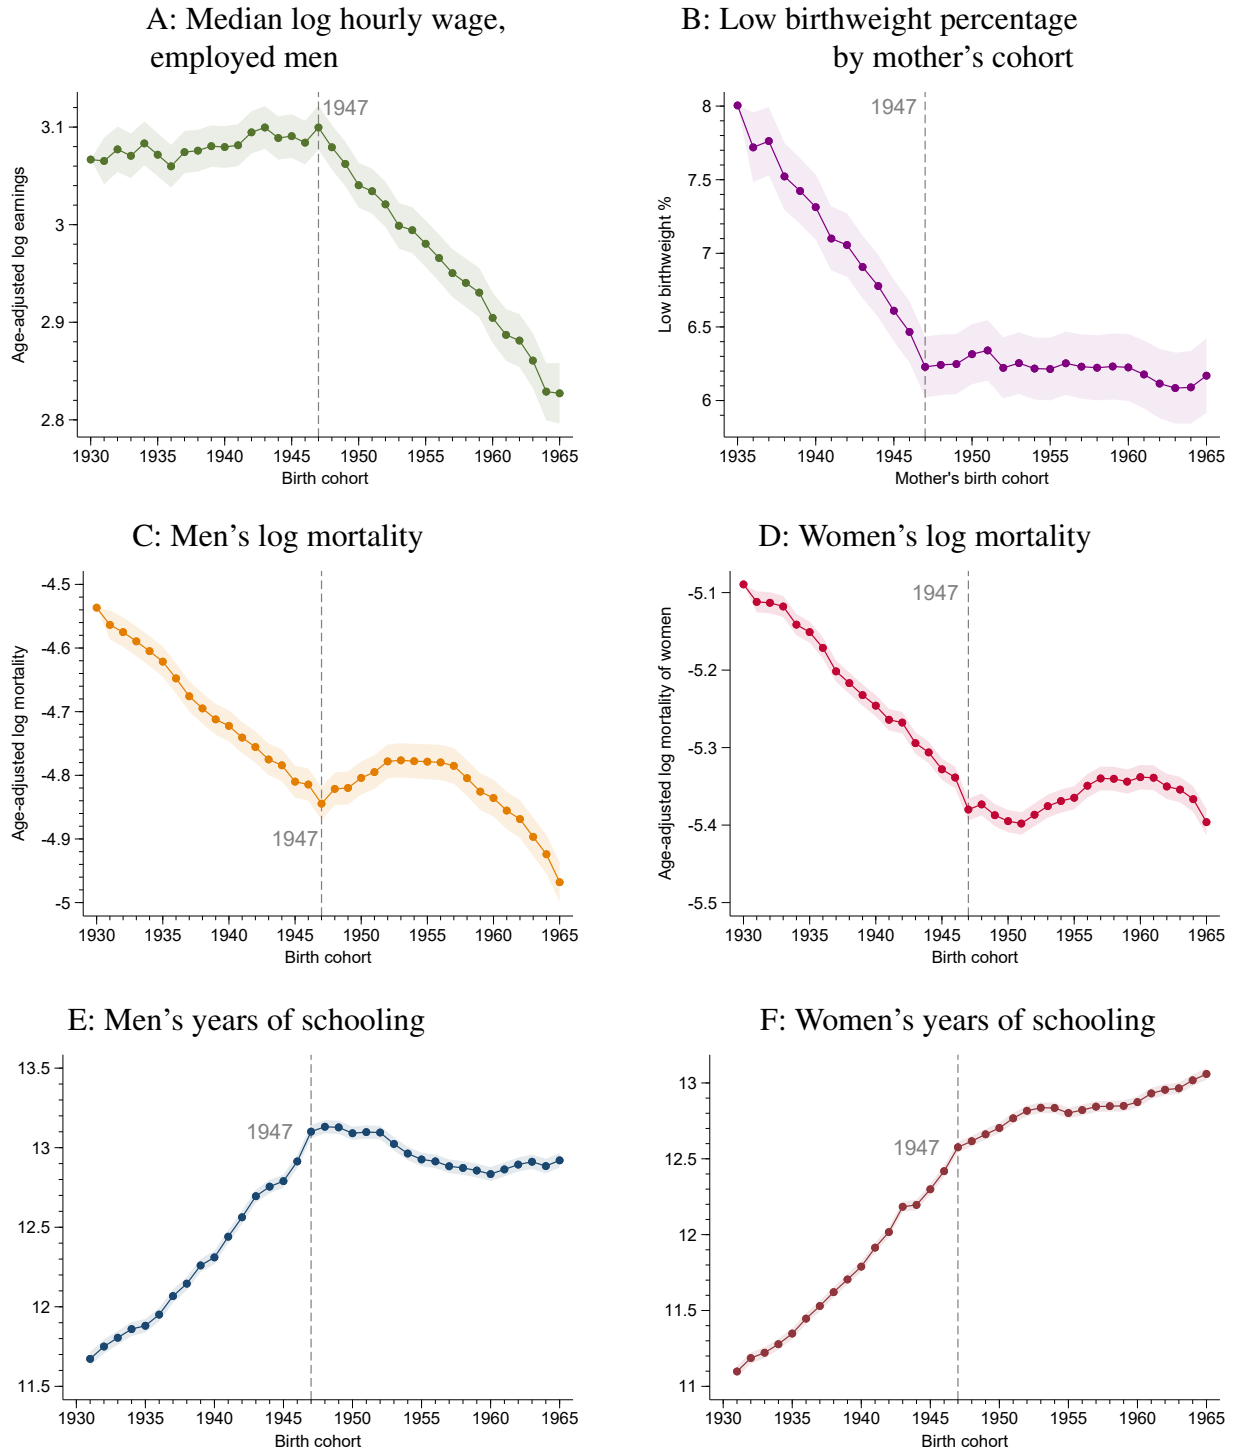 A: Median log hourly wage,
employed men
1947
3.1
3
2.9
2.8
Age-adjusted log earnings
1930 1935 1940 1945 1950 1955 1960 1965
Birth cohort
B: Low birthweight percentage
by mother's cohort
1947
8
7.5
7
6.5
6
Low birthweight %
1935 1940 1945 1950 1955 1960 1965
Mother's birth cohort
C: Men's log mortality
-4.5
-4.6
-4.7
-4.8
-4.9
-5
Age-adjusted log mortality
1947
1930 1935 1940 1945 1950 1955 1960 1965
Birth cohort
D: Women's log mortality
1947
-5.1
-5.2
-5.3
-5.4
-5.5
Age-adjusted log mortality of women
1930 1935 1940 1945 1950 1955 1960 1965
Birth cohort
E: Men's years of schooling
13.5
13
12.5
12
11.5
1947
1930 1935 1940 1945 1950 1955 1960 1965
Birth cohort
F: Women's years of schooling
13
12.5
12
11.5
11
1947
1930 1935 1940 1945 1950 1955 1960 1965
Birth cohort